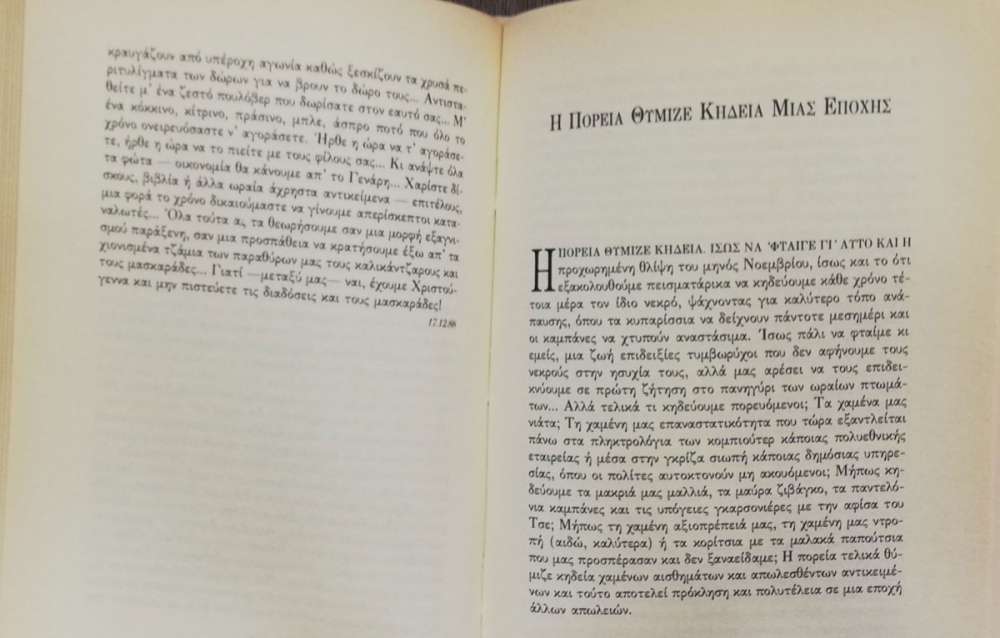 κραυγάζουν από υπέροχη αγωνία καθώς ξεσκίζουν τα χρυσά πε-
ριτυλίγματα των δώρων για να βρουν το δώρο τους... Αντιστα-
θείτε μ' ένα ζεστό πουλόβερ που δωρίσατε στον εαυτό σας... Μ'
ένα κόκκινο, κίτρινο, πράσινο, μπλε, άσπρο ποτό που όλο το
χρόνο ονειρευόσαστε ν' αγοράσετε. Ήρθε η ώρα να τ' αγοράσε-
τε, ήρθε η ώρα να το πιείτε με τους φίλους σας... Κι ανάψτε όλα
τα φώτα — οικονομία θα κάνουμε απ' το Γενάρη... Χαρίστε δί-
σκους, βιβλία ή άλλα ωραία άχρηστα αντικείμενα — επιτέλους,
μια φορά το χρόνο δικαιούμαστε να γίνουμε απερίσκεπτοι κατα-
ναλωτές... Όλα τούτα ας τα θεωρήσουμε σαν μια μορφή εξαγνι-
σμού παράξενη, σαν μια προσπάθεια να κρατήσουμε έξω απ' τα
χιονισμένα τζάμια των παραθύρων μας τους καλικάντζαρους και
τους μασκαράδες... Γιατί —μεταξύ μας— ναι, έχουμε Χριστού-
γεννα και μην πιστεύετε τις διαδόσεις και τους μασκαράδες!
17.12.88
Η ΠΟΡΕΙΑ ΘΥΜΙΖΕ ΚΗΔΕΙΑ ΜΙΑΣ ΕΠΟΧΗΣ
Η ΠΟΡΕΙΑ ΘΥΜΙΖΕ ΚΗΔΕΙΑ. ΙΣΩΣ ΝΑ 'ΦΤΑΙΓΕ ΓΙ' ΑΥΤΟ ΚΑΙ Η
προχωρημένη θλίψη του μηνός Νοεμβρίου, ίσως και το ότι
εξακολουθούμε πεισματάρικα να κηδεύουμε κάθε χρόνο τέ-
τοια μέρα τον ίδιο νεκρό, ψάχνοντας για καλύτερο τόπο ανά-
παυσης, όπου τα κυπαρίσσια να δείχνουν πάντοτε μεσημέρι και
οι καμπάνες να χτυπούν αναστάσιμα. Ίσως πάλι να φταίμε κι
εμείς, μια ζωή επιδειξίες τυμβωρύχοι που δεν αφήνουμε τους
νεκρούς στην ησυχία τους, αλλά μας αρέσει να τους επιδει-
κνύουμε σε πρώτη ζήτηση στο πανηγύρι των ωραίων πτωμά-
των... Αλλά τελικά τι κηδεύουμε πορευόμενοι; Τα χαμένα μας
νιάτα; Τη χαμένη μας επαναστατικότητα που τώρα εξαντλείται
πάνω στα πληκτρολόγια των κομπιούτερ κάποιας πολυεθνικής
εταιρείας ή μέσα στην γκρίζα σιωπή κάποιας δημόσιας υπηρε-
σίας, όπου οι πολίτες αυτοκτονούν μη ακουόμενοι; Μήπως κη-
δεύουμε τα μακριά μας μαλλιά, τα μαύρα ζιβάγκο, τα παντελό-
νια καμπάνες και τις υπόγειες γκαρσονιέρες με την αφίσα του
Τσε; Μήπως τη χαμένη αξιοπρέπειά μας, τη χαμένη μας ντρο-
πή (αιδώ, καλύτερα) ή τα κορίτσια με τα μαλακά παπούτσια
που μας προσπέρασαν και δεν ξαναείδαμε; Η πορεία τελικά θύ-
μιζε κηδεία χαμένων αισθημάτων και απωλεσθέντων αντικειμέ-
νων και τούτο αποτελεί πρόκληση και πολυτέλεια σε μια εποχή
άλλων απωλειών.